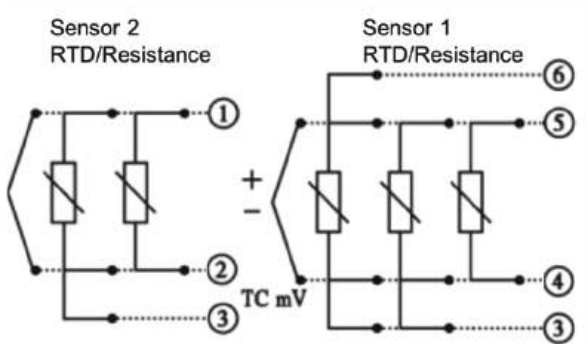 Sensor 2
RTD/Resistance
①
②
③
Sensor 1
RTD/Resistance
⑥
⑤
+
−
TC mV
④
③